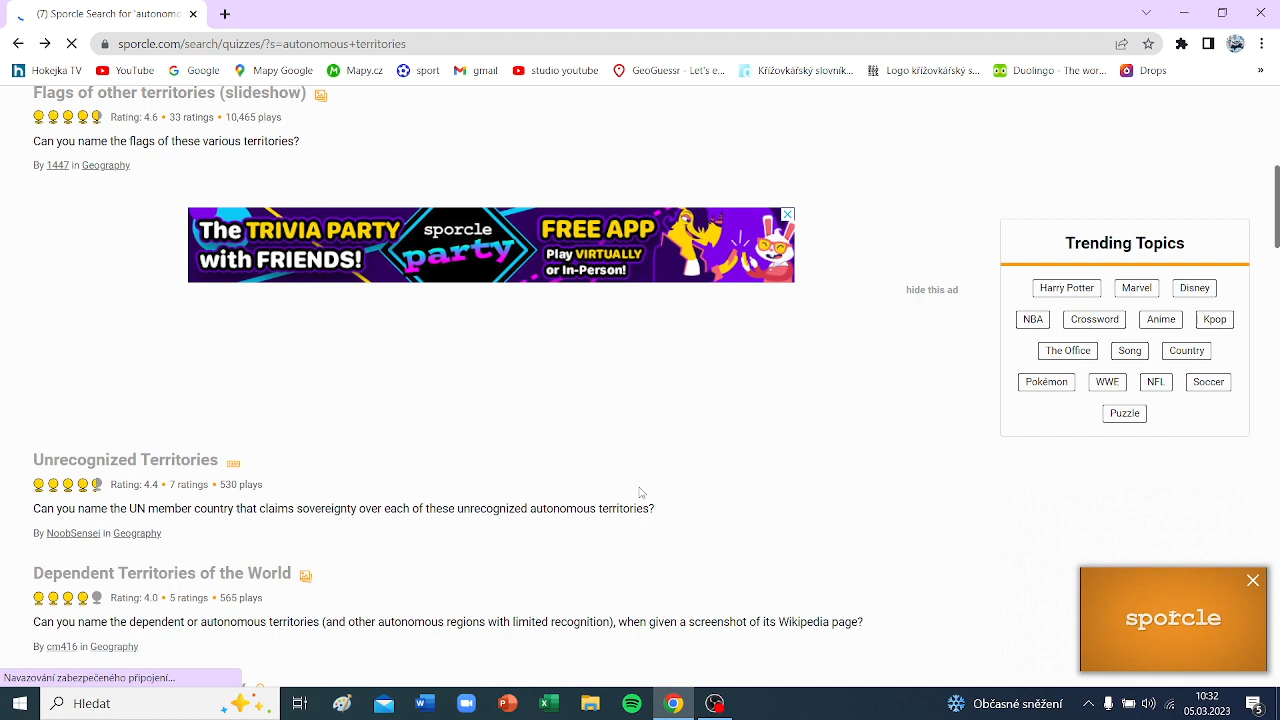 (7) Sporcle Search for 'autonom
sporcle.com/search/quizzes/?s=autonomous+territories
Hokejka TV YouTube Google Mapy Google Mapy.cz sport gmail studio youtube GeoGuessr - Let's e... Křížovkářský slovník... Logo křížovkářský s... Duolingo - The wor... Drops »
Flags of other territories (slideshow)
Rating: 4.6 • 33 ratings • 10,465 plays
Can you name the flags of these various territories?
By 1447 in Geography
The TRIVIA PARTY
with FRIENDS!
sporcle
party
FREE APP
Play VIRTUALLY
or In-Person!
hide this ad
Trending Topics
Harry Potter Marvel Disney
NBA Crossword Anime Kpop
The Office Song Country
Pokémon WWE NFL Soccer
Puzzle
Unrecognized Territories
Rating: 4.4 • 7 ratings • 530 plays
Can you name the UN member country that claims sovereignty over each of these unrecognized autonomous territories?
By NoobSensei in Geography
Dependent Territories of the World
Rating: 4.0 • 5 ratings • 565 plays
Can you name the dependent or autonomous territories (and other autonomous regions with limited recognition), when given a screenshot of its Wikipedia page?
By cm416 in Geography
sporcle
Navazování zabezpečeného připojení...
Hledat
Občasné sněžení
10:32
05.03.2023